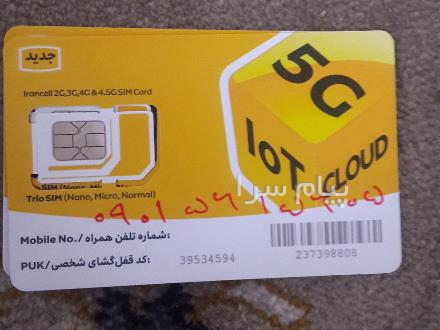 جدید
5G
IoT
CLOUD
Irancell 2G,3G,4G & 4.5G SIM Card
پیام سرا
Trio SIM (Nano, Micro, Normal)
Mobile No./شماره تلفن همراه:
PUK/کد قفل‌گشای شخصی:
39534594
237398808